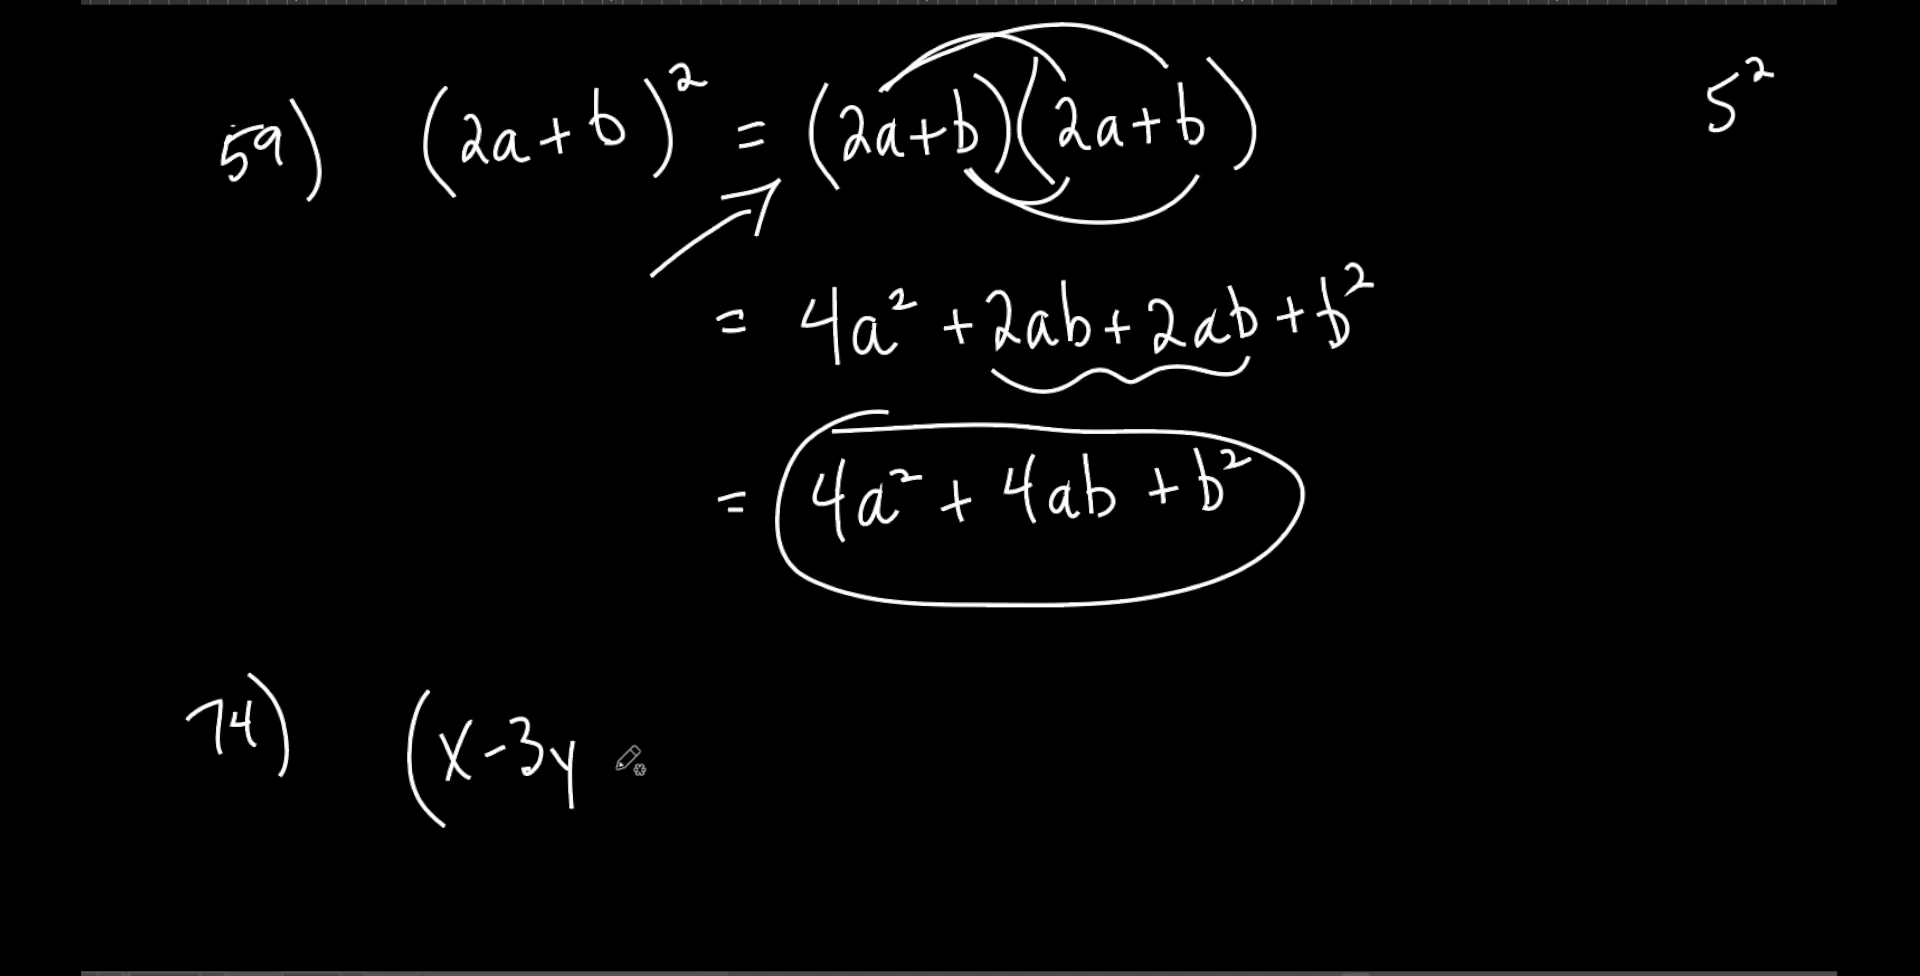 59) (2a+b)² = (2a+b)(2a+b) 5²
= 4a² + 2ab + 2ab + b²
= 4a² + 4ab + b²
74) (x-3y